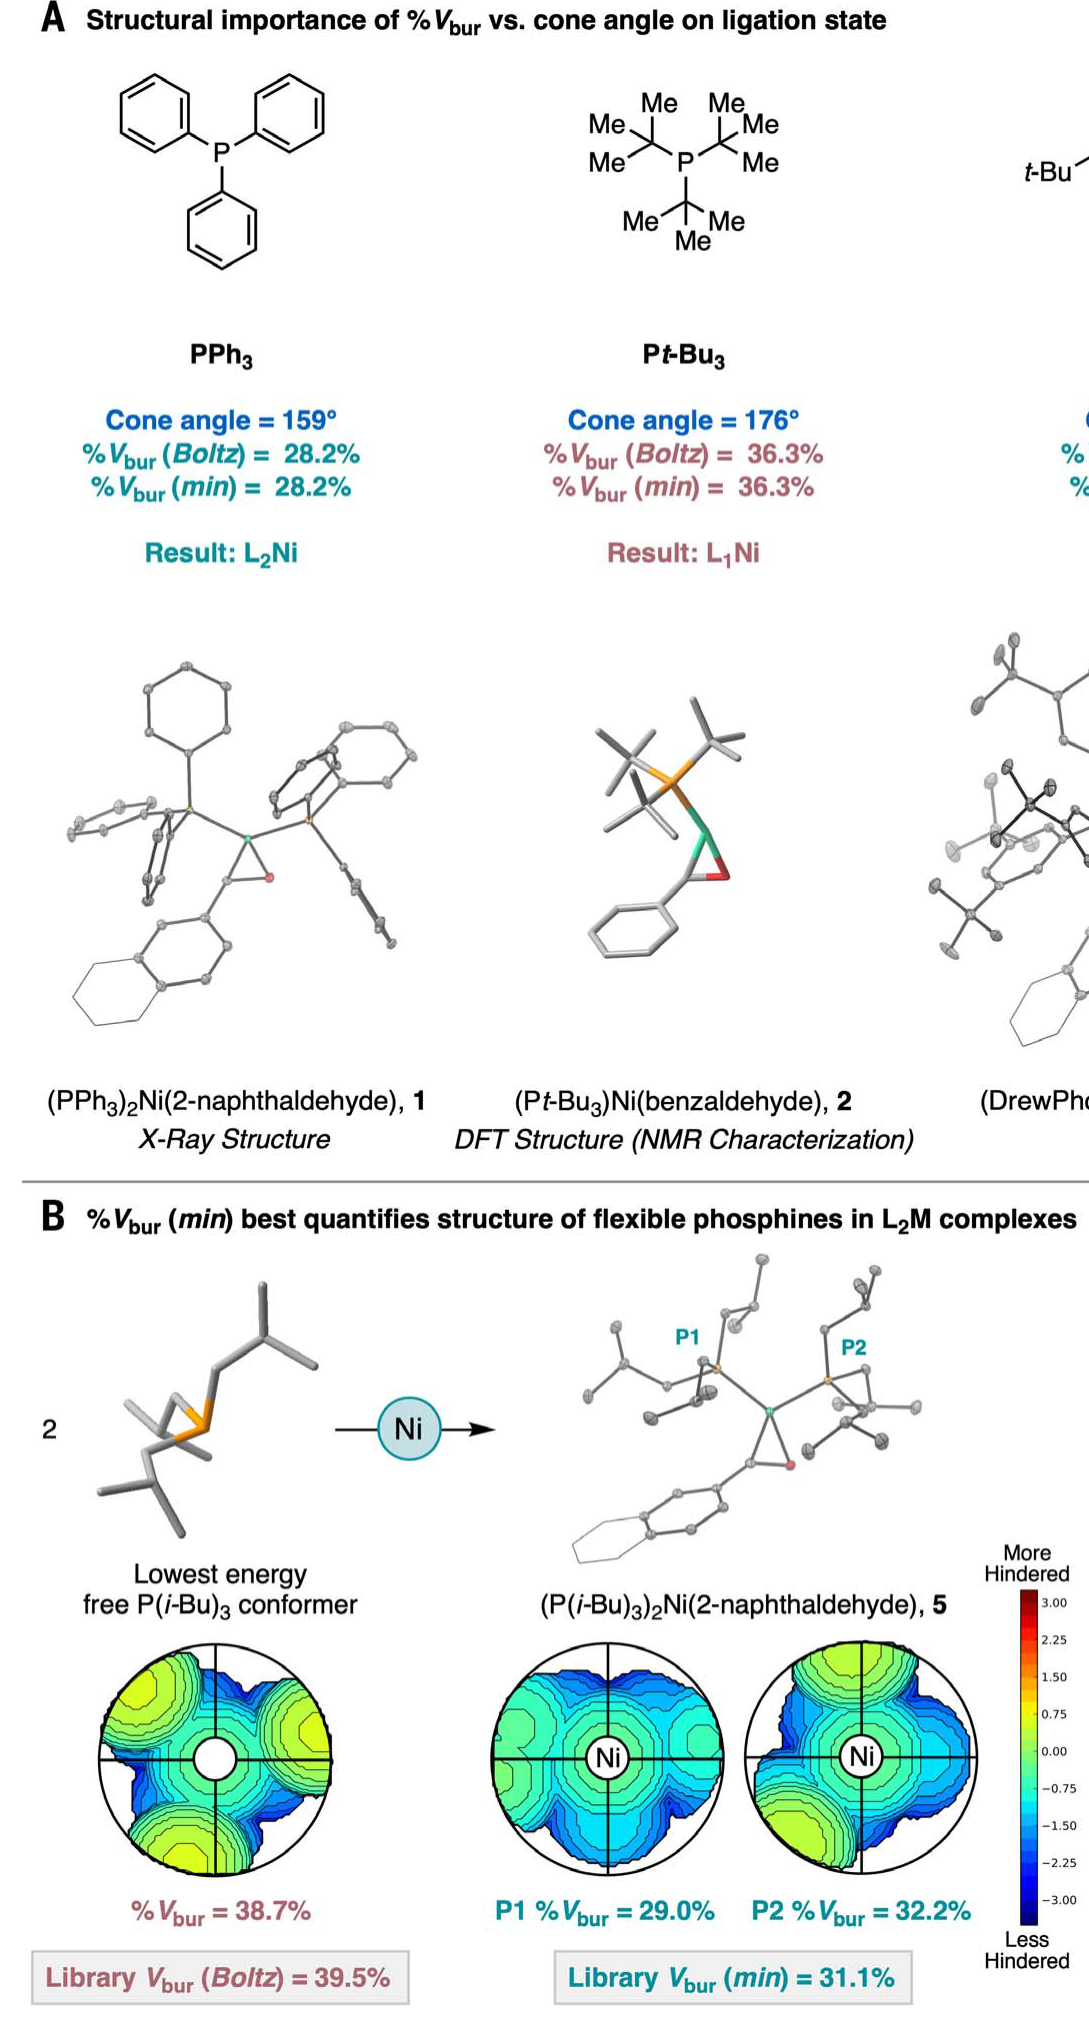 A Structural importance of %Vbur vs. cone angle on ligation state
Me Me
Me Me
Me P Me
Me Me
Me
P
t-Bu
PPh3
Pt-Bu3
Cone angle = 159°
%Vbur (Boltz) = 28.2%
%Vbur (min) = 28.2%
Result: L2Ni
Cone angle = 176°
%Vbur (Boltz) = 36.3%
%Vbur (min) = 36.3%
Result: L1Ni
%
%
(PPh3)2Ni(2-naphthaldehyde), 1
X-Ray Structure
(Pt-Bu3)Ni(benzaldehyde), 2
DFT Structure (NMR Characterization)
(DrewPho
B %Vbur (min) best quantifies structure of flexible phosphines in L2M complexes
2
Ni
P1
P2
Lowest energy
free P(i-Bu)3 conformer
(P(i-Bu)3)2Ni(2-naphthaldehyde), 5
More
Hindered
3.00
2.25
1.50
0.75
0.00
−0.75
−1.50
−2.25
−3.00
Less
Hindered
Ni
Ni
%Vbur = 38.7%
P1 %Vbur = 29.0%
P2 %Vbur = 32.2%
Library Vbur (Boltz) = 39.5%
Library Vbur (min) = 31.1%